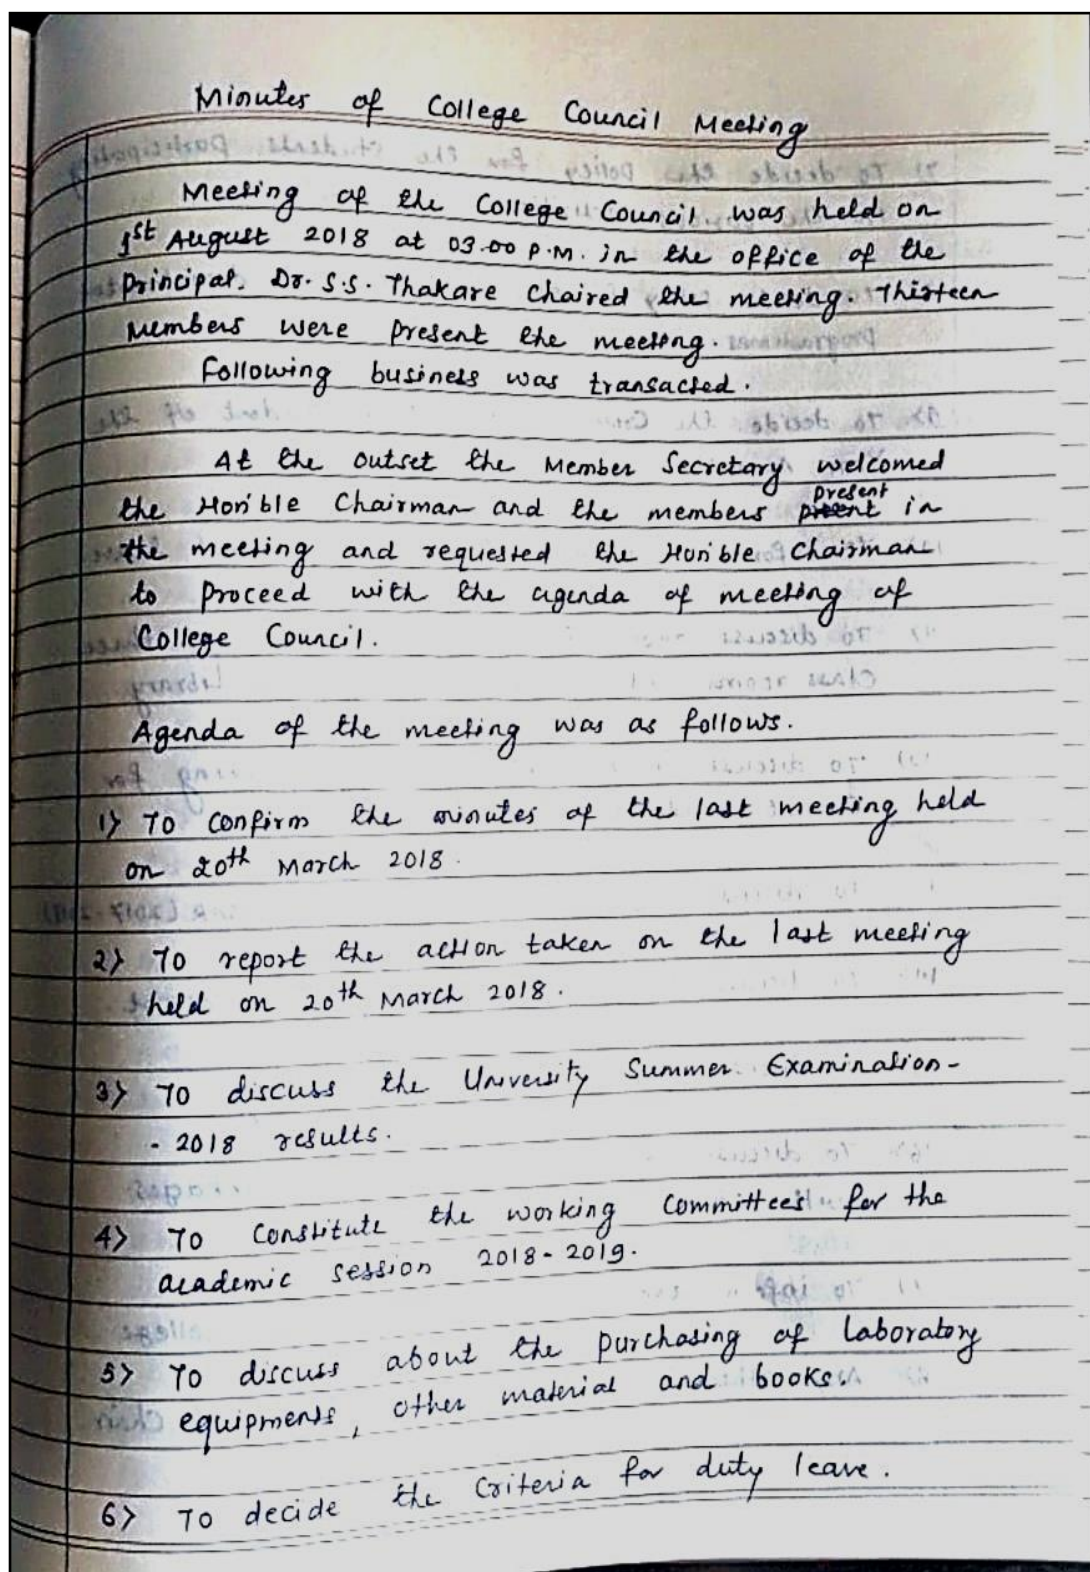 Minutes of College Council Meeting
Meeting of the College Council was held on
1st August 2018 at 03.00 p.m. in the office of the
Principal, Dr. S.S. Thakare Chaired the meeting. Thirteen
Members were present the meeting.
Following business was transacted.
At the outset the Member Secretary welcomed
the Hon'ble Chairman and the members present in
the meeting and requested the Hon'ble Chairman
to proceed with the agenda of meeting of
College Council.
Agenda of the meeting was as follows.
1) To confirm the minutes of the last meeting held
on 20th March 2018.
2) To report the action taken on the last meeting
held on 20th March 2018.
3) To discuss the University Summer Examination-
- 2018 results.
4) To constitute the working committees for the
academic session 2018-2019.
5) To discuss about the purchasing of laboratory
equipments, other material and books.
6) To decide the Criteria for duty leave.